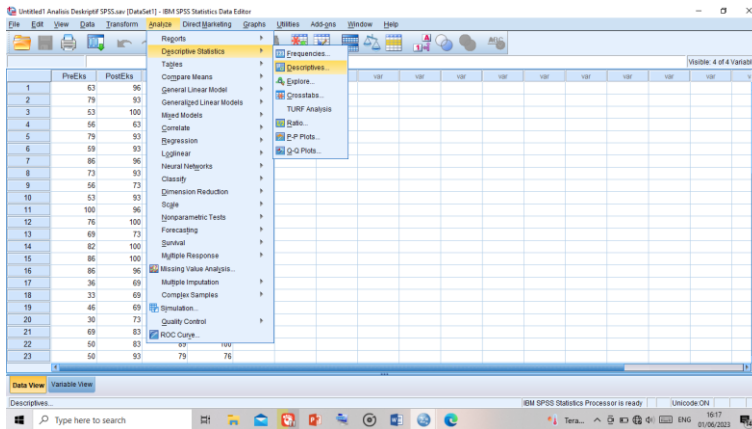 Untitled1 Analisis Deskriptif SPSS.sav [DataSet1] - IBM SPSS Statistics Data Editor
File Edit View Data Transform Analyze Direct Marketing Graphs Utilities Add-ons Window Help
Visible: 4 of 4 Variabl
Reports
Descriptive Statistics
Tables
Compare Means
General Linear Model
Generalized Linear Models
Mixed Models
Correlate
Regression
Loglinear
Neural Networks
Classify
Dimension Reduction
Scale
Nonparametric Tests
Forecasting
Survival
Multiple Response
Missing Value Analysis...
Multiple Imputation
Complex Samples
Simulation...
Quality Control
ROC Curve...
Frequencies...
Descriptives...
Explore...
Crosstabs...
TURF Analysis
Ratio...
P-P Plots...
Q-Q Plots...
PreEks PostEks var var var var var var var var v
1 63 96
2 79 93
3 53 100
4 56 63
5 79 93
6 59 93
7 86 96
8 73 93
9 56 73
10 53 93
11 100 96
12 76 100
13 69 73
14 82 100
15 86 100
16 86 96
17 36 69
18 33 69
19 46 69
20 30 73
21 69 83
22 50 83 89 100
23 50 93 79 76
Data View Variable View
Descriptives... IBM SPSS Statistics Processor is ready Unicode:ON
Type here to search Tera... ENG 16:17
01/06/2023